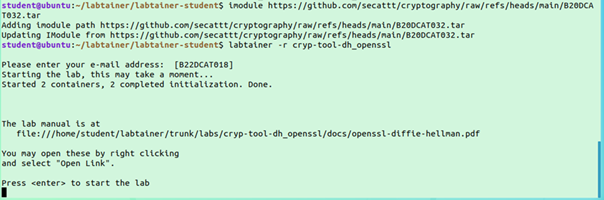 student@ubuntu:~/labtainer/labtainer-student$ imodule https://github.com/secattt/cryptography/raw/refs/heads/main/B20DCA
T032.tar
Adding imodule path https://github.com/secattt/cryptography/raw/refs/heads/main/B20DCAT032.tar
Updating IModule from https://github.com/secattt/cryptography/raw/refs/heads/main/B20DCAT032.tar
student@ubuntu:~/labtainer/labtainer-student$ labtainer -r cryp-tool-dh_openssl
Please enter your e-mail address:  [B22DCAT018]
Starting the lab, this may take a moment...
Started 2 containers, 2 completed initialization. Done.
The lab manual is at
file:///home/student/labtainer/trunk/labs/cryp-tool-dh_openssl/docs/openssl-diffie-hellman.pdf
You may open these by right clicking
and select "Open Link".
Press <enter> to start the lab